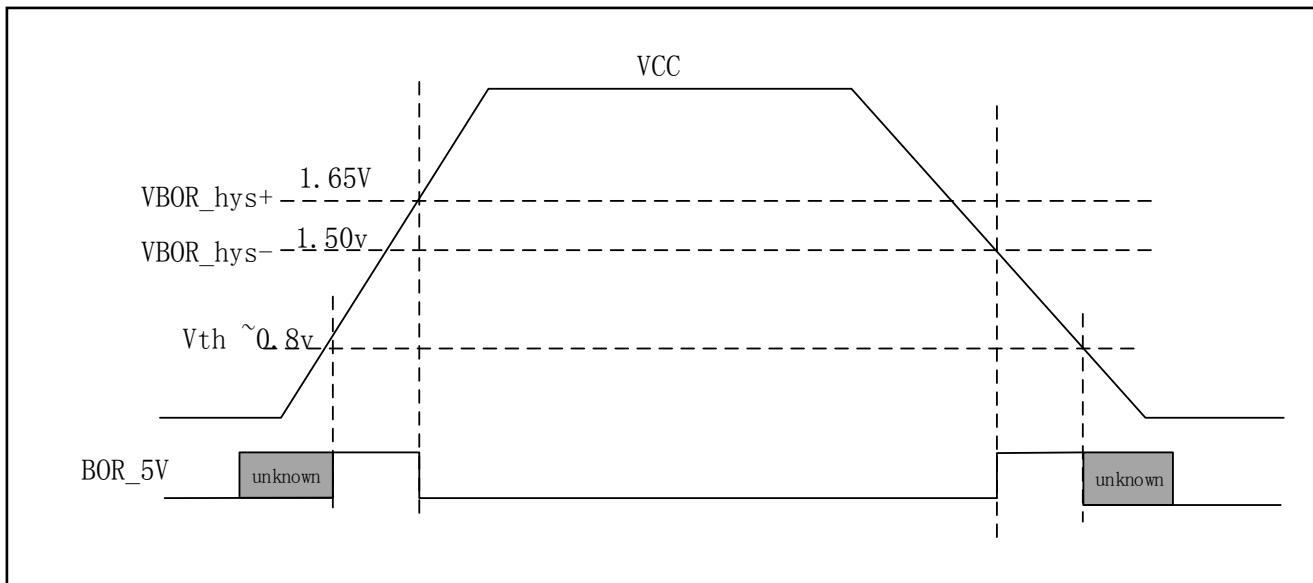 VCC
1.65V
VBOR_hys+
1.50v
VBOR_hys-
Vth ~0.8v
BOR_5V
unknown
unknown